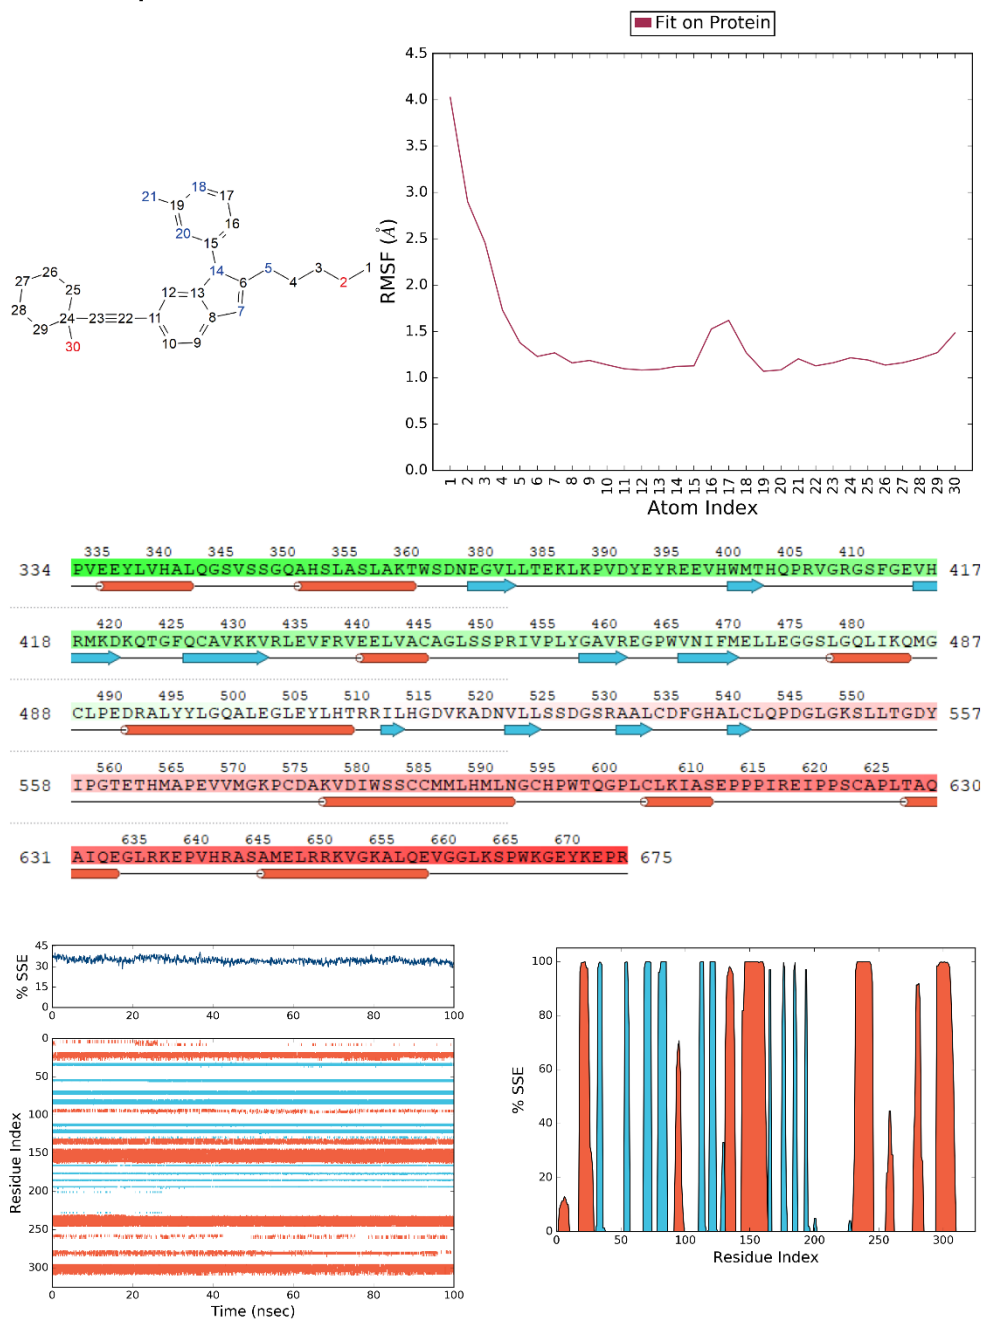 Fit on Protein
4.5
4.0
3.5
3.0
2.5
2.0
1.5
1.0
0.5
0.0
RMSF (Å)
1 2 3 4 5 6 7 8 9 10 11 12 13 14 15 16 17 18 19 20 21 22 23 24 25 26 27 28 29 30
Atom Index
18
21 19 17
20 16
15
14 5 3 1
6 4 2
26
27 25 12 13 7
28 24 23 22 11 8
29 10 9
30
335 340 345 350 355 360 380 385 390 395 400 405 410
334 PVEEYLVHALQGSVSSGQAHSLASLAKTWSDNEGVLLTEKLKPVDYEYREEVHWMTHQPRVGRGSFGEVH 417
420 425 430 435 440 445 450 455 460 465 470 475 480
418 RMKDKQTGFQCAVKKVRLEVFRVEELVACAGLSSPRIVPLYGAVREGPWVNIFMELLEGGSLGQLIKQMG 487
490 495 500 505 510 515 520 525 530 535 540 545 550
488 CLPEDRALYYLGQALEGLEYLHTRRILHGDVKADNVLLSSDGSRAALCDFGHALCLQPDGLGKSLLTGDY 557
560 565 570 575 580 585 590 595 600 605 610 615 620 625
558 IPGTETHMAPEVVMGKPCDAKVDIWSSCCMMLHMLNGCHPWTQGPLCLKIASEPPPIREIPPSCAPLTAQ 630
635 640 645 650 655 660 665 670
631 AIQEGLRKEPVHRASAMELRRKVGKALQEVGGLKSPWKGEYKEPR 675
% SSE
45
30
15
0
0 20 40 60 80 100
Residue Index
0
50
100
150
200
250
300
0 20 40 60 80 100
Time (nsec)
% SSE
100
80
60
40
20
0
0 50 100 150 200 250 300
Residue Index